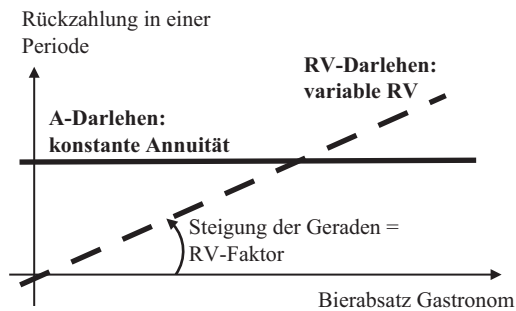 Rückzahlung in einer
Periode
RV-Darlehen:
variable RV
A-Darlehen:
konstante Annuität
Steigung der Geraden =
RV-Faktor
Bierabsatz Gastronom